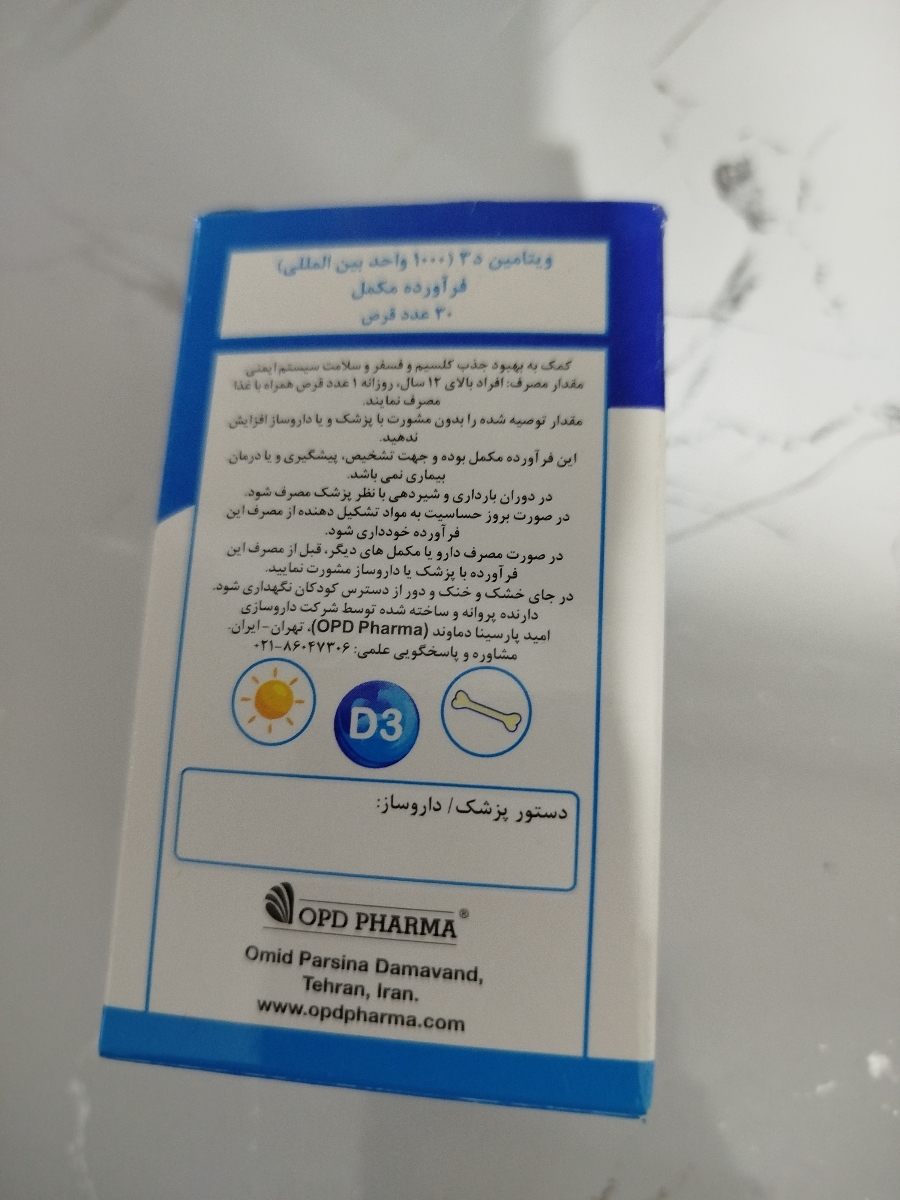 ویتامین د۳ (۱۰۰۰ واحد بین المللی)
فرآورده مکمل
۳۰ عدد قرص
کمک به بهبود جذب کلسیم و فسفر و سلامت سیستم ایمنی
مقدار مصرف: افراد بالای ۱۲ سال، روزانه ۱ عدد قرص همراه با غذا
مصرف نمایند.
مقدار توصیه شده را بدون مشورت با پزشک و یا داروساز افزایش
ندهید.
این فرآورده مکمل بوده و جهت تشخیص، پیشگیری و یا درمان
بیماری نمی باشد.
در دوران بارداری و شیردهی با نظر پزشک مصرف شود.
در صورت بروز حساسیت به مواد تشکیل دهنده از مصرف این
فرآورده خودداری شود.
در صورت مصرف دارو یا مکمل های دیگر، قبل از مصرف این
فرآورده با پزشک یا داروساز مشورت نمایید.
در جای خشک و خنک و دور از دسترس کودکان نگهداری شود.
دارنده پروانه و ساخته شده توسط شرکت داروسازی
امید پارسینا دماوند (OPD Pharma)، تهران-ایران.
مشاوره و پاسخگویی علمی: ۸۶۰۴۷۳۰۶-۰۲۱
D3
دستور پزشک/ داروساز:
OPD PHARMA®
Omid Parsina Damavand,
Tehran, Iran.
www.opdpharma.com